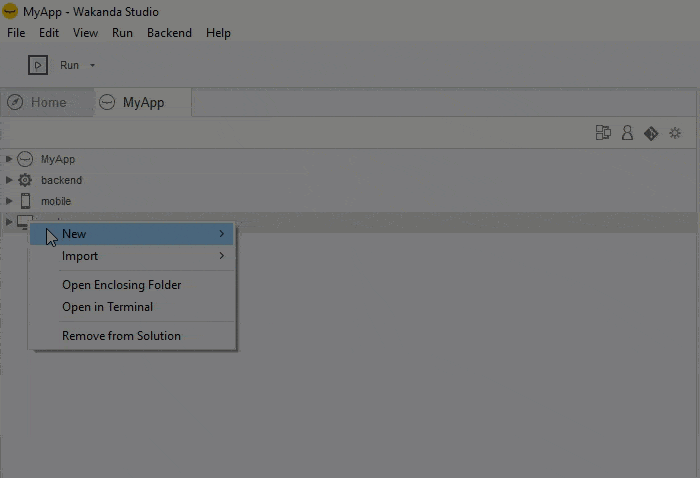 MyApp - Wakanda Studio
File Edit View Run Backend Help
Run
Home MyApp
MyApp
backend
mobile
New
Import
Open Enclosing Folder
Open in Terminal
Remove from Solution